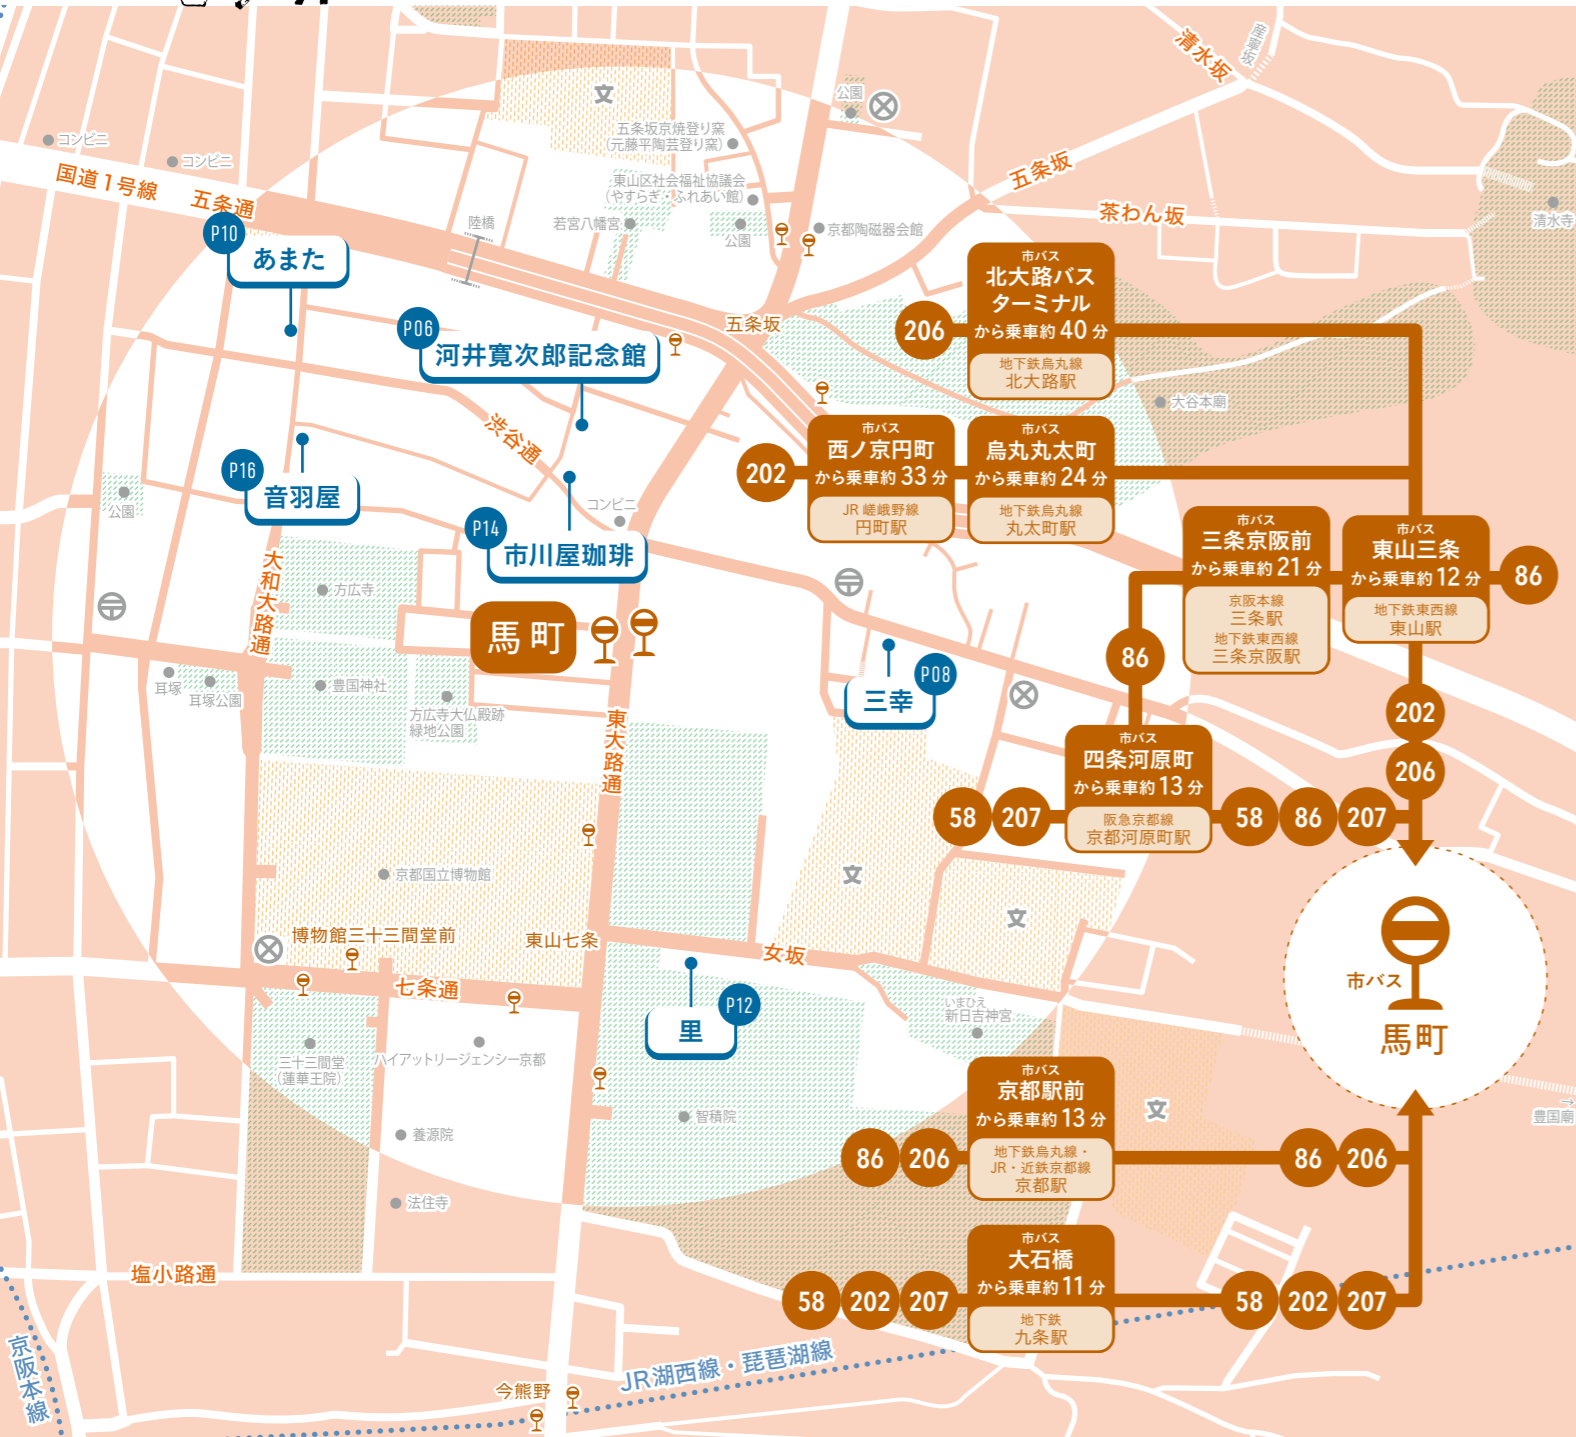 清水坂
産寧坂
公園
コンビニ
コンビニ
五条坂京焼登り窯
(元藤平陶芸登り窯)
東山区社会福祉協議会
(やすらぎ・ふれあい館)
国道1号線
五条通
五条坂
茶わん坂
清水寺
陸橋
若宮八幡宮
公園
京都陶磁器会館
P10
あまた
P06
河井寛次郎記念館
五条坂
206
市バス
北大路バス
ターミナル
から乗車約40分
地下鉄烏丸線
北大路駅
大谷本廟
渋谷通
202
市バス
西ノ京円町
から乗車約33分
JR嵯峨野線
円町駅
市バス
烏丸丸太町
から乗車約24分
地下鉄烏丸線
丸太町駅
P16
音羽屋
公園
コンビニ
P14
市川屋珈琲
市バス
三条京阪前
から乗車約21分
京阪本線
三条駅
地下鉄東西線
三条京阪駅
市バス
東山三条
から乗車約12分
地下鉄東西線
東山駅
86
大和大路通
方広寺
馬町
86
耳塚
耳塚公園
豊国神社
方広寺大仏殿跡
緑地公園
P08
三幸
東大路通
202
206
市バス
四条河原町
から乗車約13分
阪急京都線
京都河原町駅
58
207
58
86
207
京都国立博物館
博物館三十三間堂前
東山七条
女坂
七条通
市バス
馬町
P12
里
いまひえ
新日吉神宮
三十三間堂
(蓮華王院)
ハイアットリージェンシー京都
養源院
智積院
法住寺
市バス
京都駅前
から乗車約13分
地下鉄烏丸線・
JR・近鉄京都線
京都駅
86
206
86
206
→
豊国廟
塩小路通
市バス
大石橋
から乗車約11分
地下鉄
九条駅
58
202
207
58
202
207
京阪本線
JR湖西線・琵琶湖線
今熊野
文
文
文
文